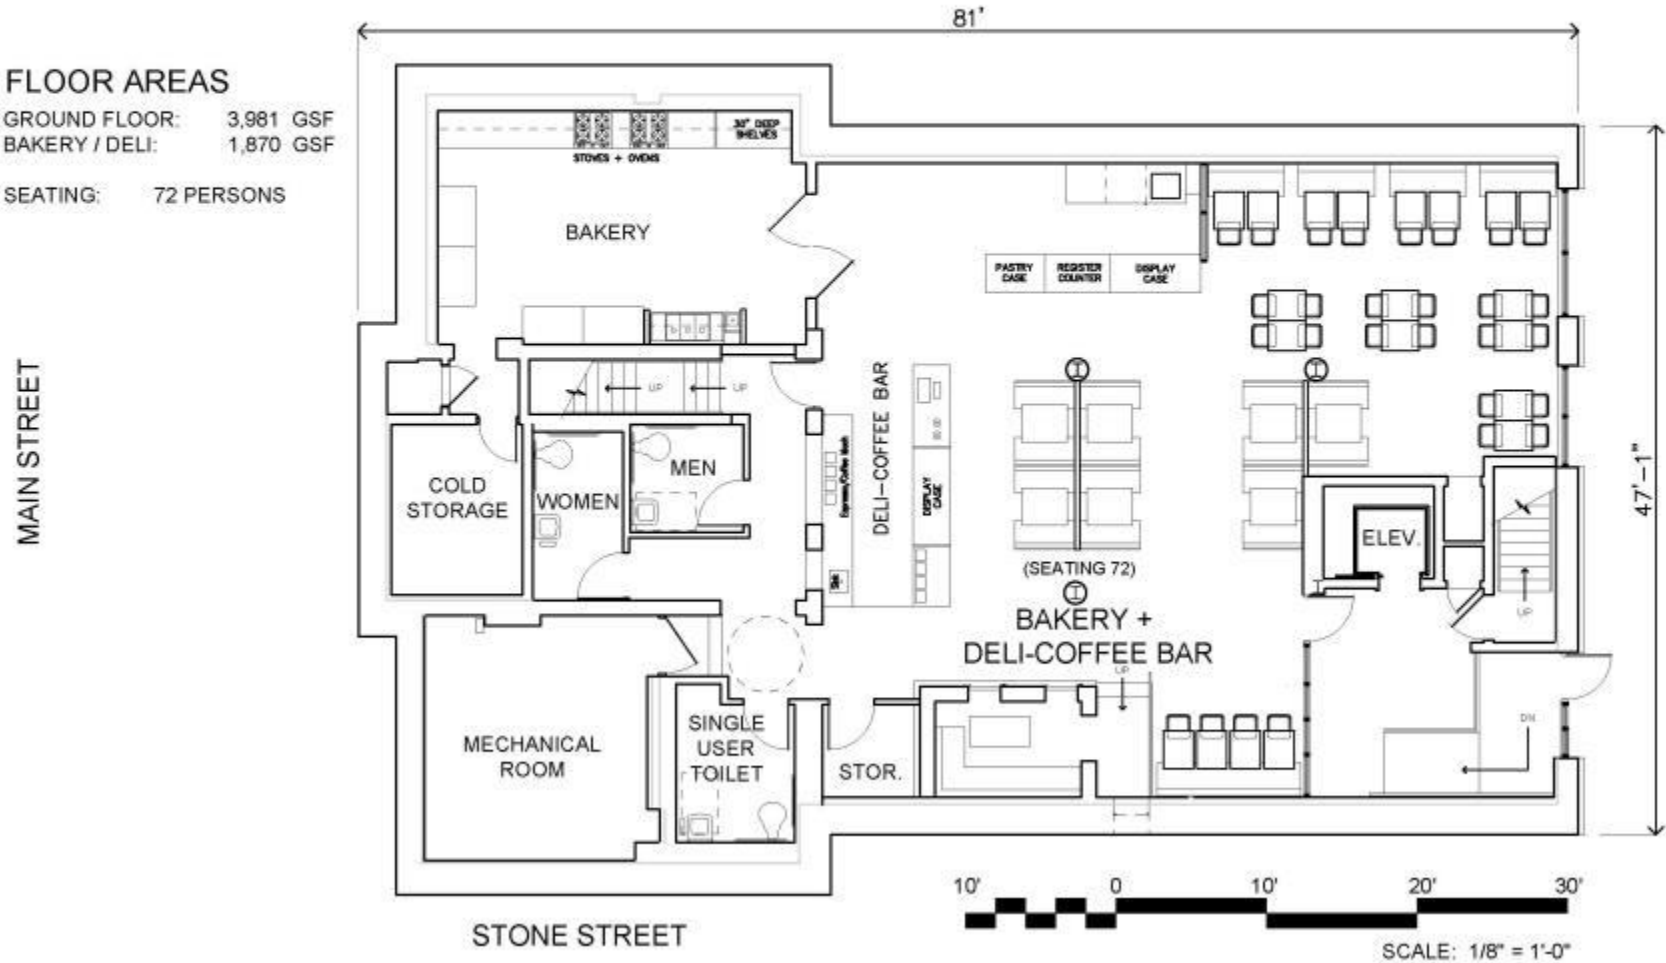 81'
FLOOR AREAS
GROUND FLOOR: 3,981 GSF
BAKERY / DELI: 1,870 GSF
SEATING: 72 PERSONS
30" DEEP
SHELVES
STOVES + OVENS
BAKERY
PASTRY
CASE
REGISTER
COUNTER
DISPLAY
CASE
MAIN STREET
UP
UP
DELI-COFFEE BAR
MEN
WOMEN
COLD
STORAGE
DISPLAY
CASE
Sink
ELEV.
47'-1"
UP
(SEATING 72)
BAKERY +
DELI-COFFEE BAR
UP
MECHANICAL
ROOM
SINGLE
USER
TOILET
STOR.
DN
10' 0 10' 20' 30'
STONE STREET
SCALE: 1/8" = 1'-0"